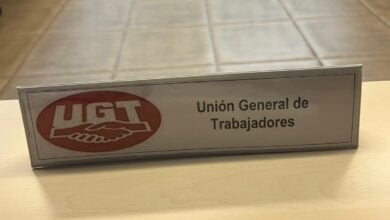 UGT
Unión General de
Trabajadores